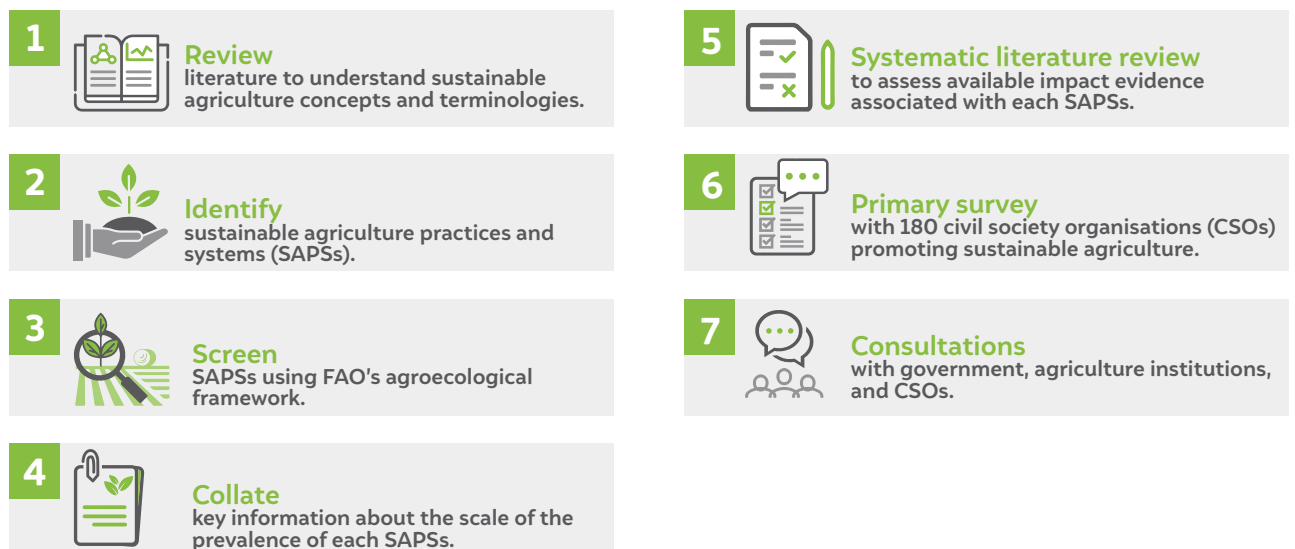 1
Review
literature to understand sustainable
agriculture concepts and terminologies.
2
Identify
sustainable agriculture practices and
systems (SAPSs).
3
Screen
SAPSs using FAO's agroecological
framework.
4
Collate
key information about the scale of the
prevalence of each SAPSs.
5
Systematic literature review
to assess available impact evidence
associated with each SAPSs.
6
Primary survey
with 180 civil society organisations (CSOs)
promoting sustainable agriculture.
7
Consultations
with government, agriculture institutions,
and CSOs.